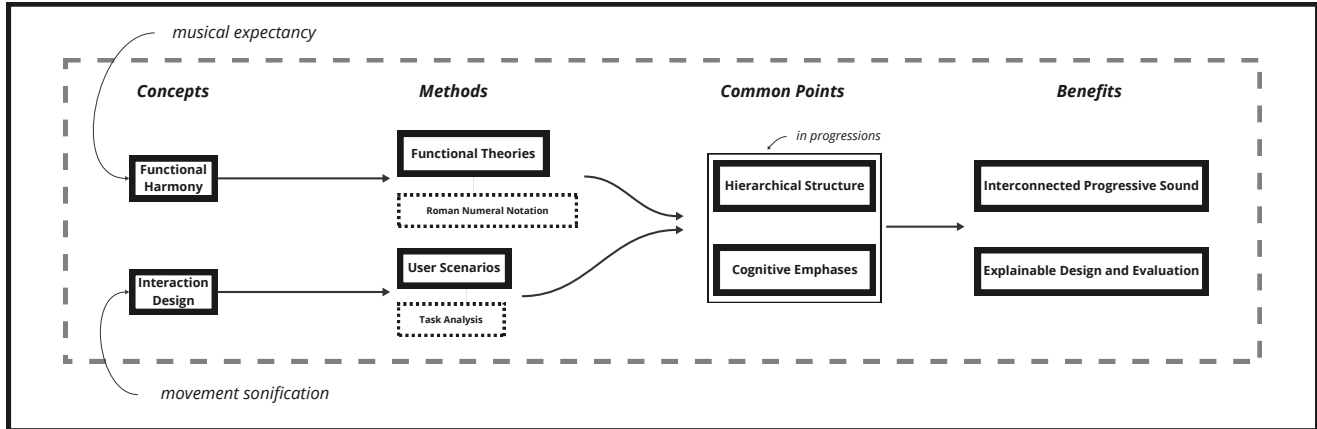 musical expectancy
Concepts
Methods
Common Points
Benefits
in progressions
Functional
Harmony
Functional Theories
Roman Numeral Notation
Hierarchical Structure
Interconnected Progressive Sound
Interaction
Design
User Scenarios
Task Analysis
Cognitive Emphases
Explainable Design and Evaluation
movement sonification